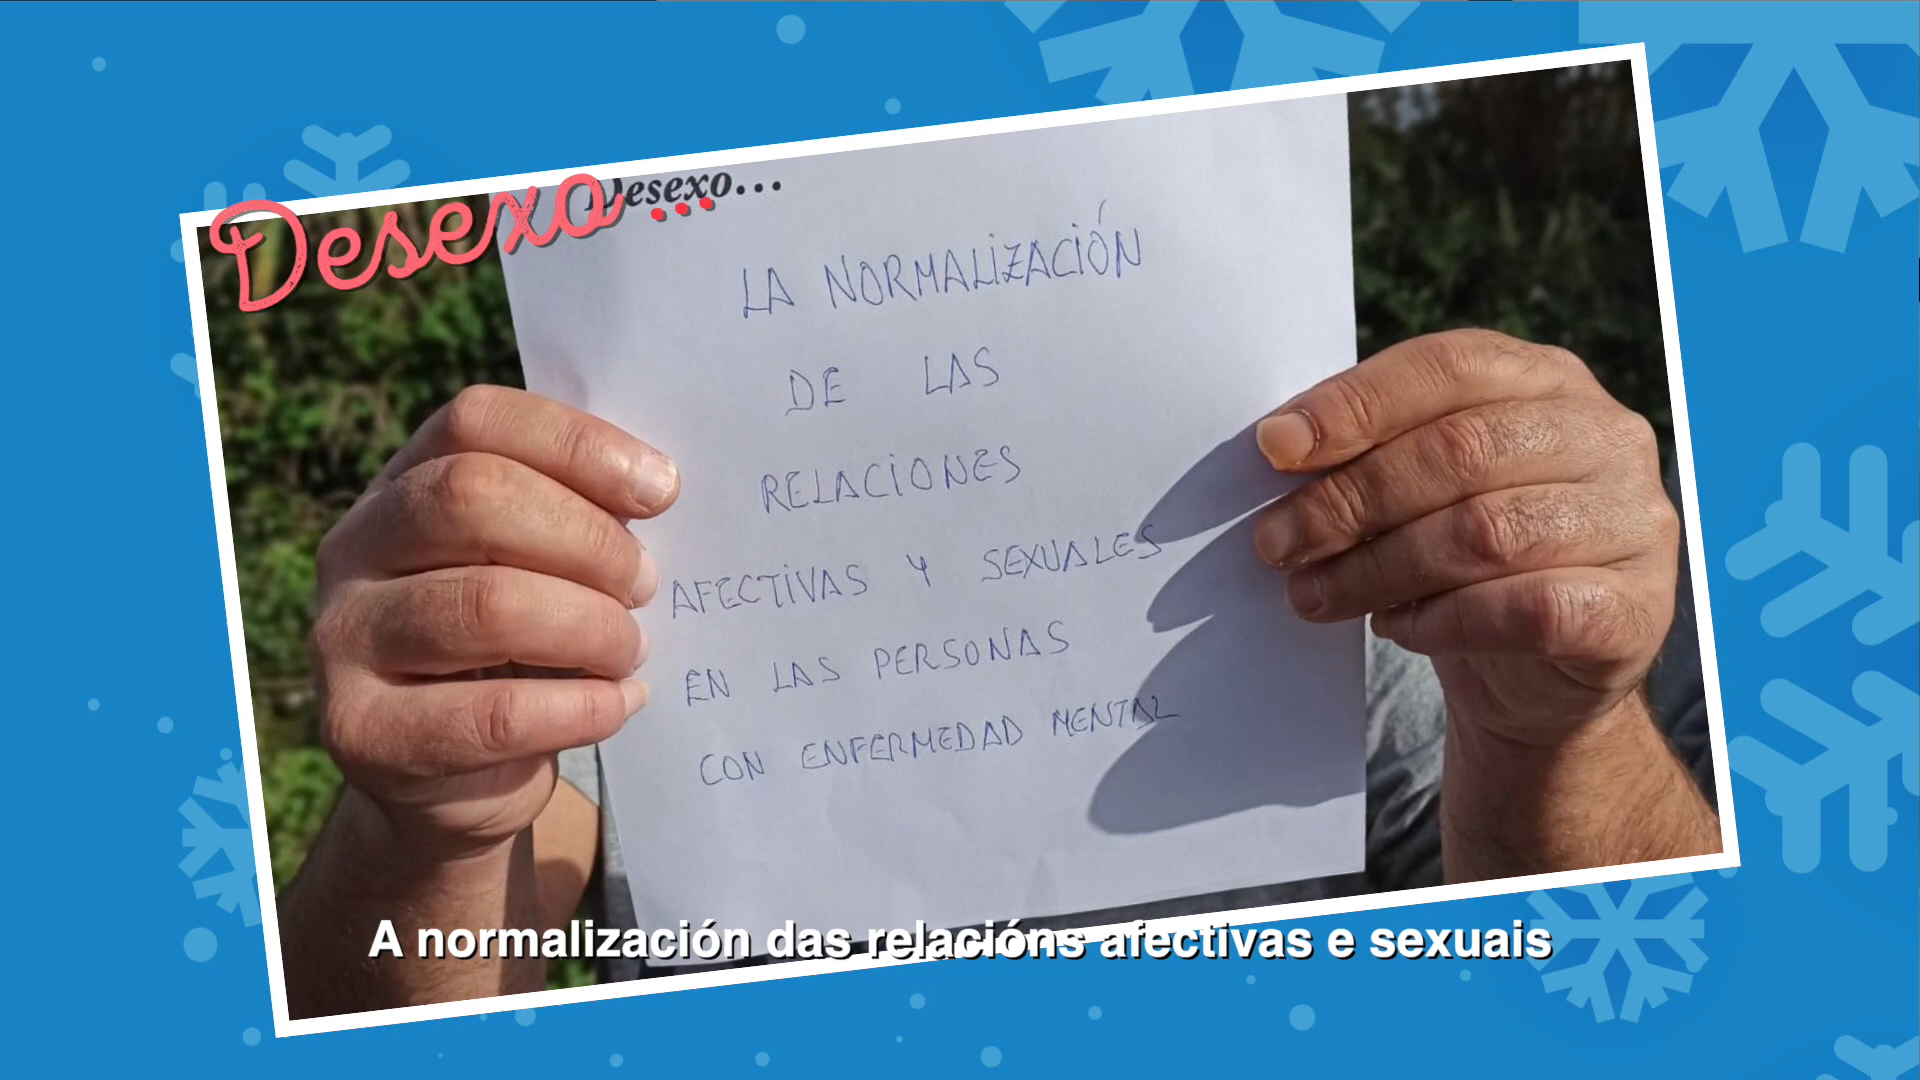 Desexo...
Desexo...
LA NORMALIZACIÓN
DE LAS
RELACIONES
AFECTIVAS Y SEXUALES
EN LAS PERSONAS
CON ENFERMEDAD MENTAL
A normalización das relacións afectivas e sexuais